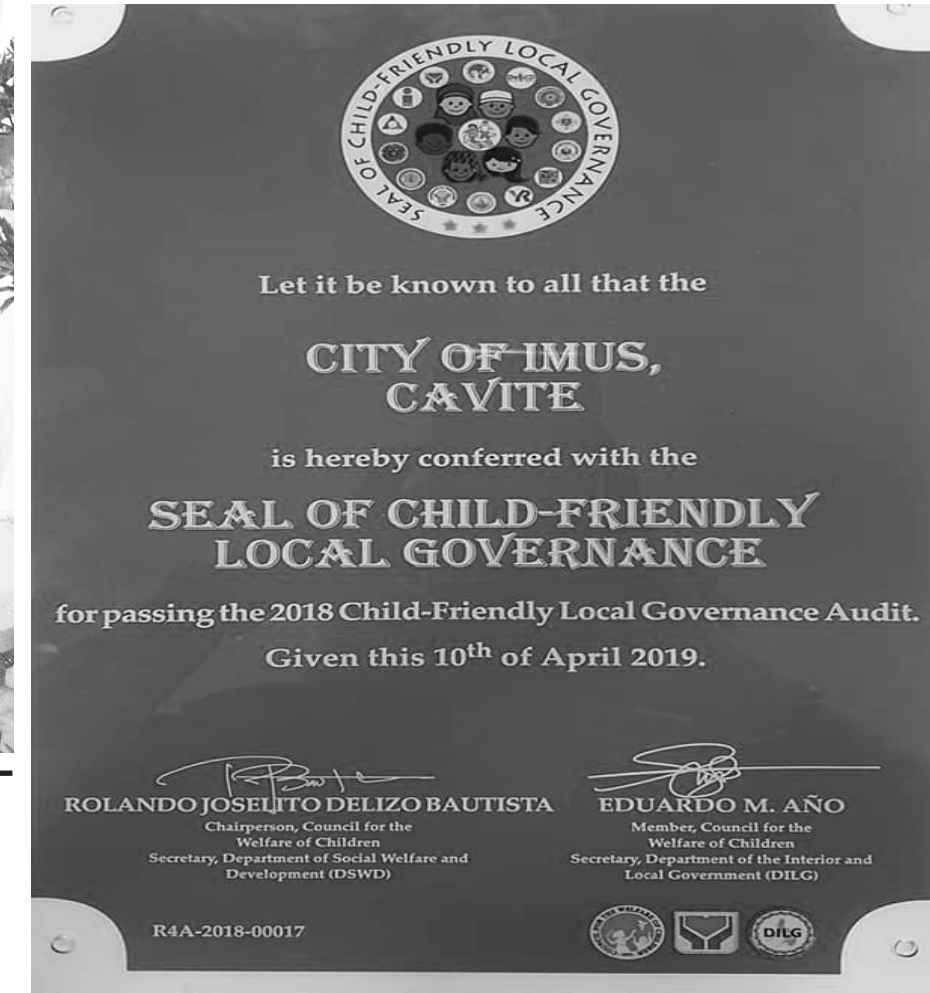 SEAL OF CHILD-FRIENDLY LOCAL GOVERNANCE
Let it be known to all that the
CITY OF IMUS,
CAVITE
is hereby conferred with the
SEAL OF CHILD-FRIENDLY
LOCAL GOVERNANCE
for passing the 2018 Child-Friendly Local Governance Audit.
Given this 10th of April 2019.
ROLANDO JOSELITO DELIZO BAUTISTA
Chairperson, Council for the
Welfare of Children
Secretary, Department of Social Welfare and
Development (DSWD)
EDUARDO M. AÑO
Member, Council for the
Welfare of Children
Secretary, Department of the Interior and
Local Government (DILG)
R4A-2018-00017
DILG